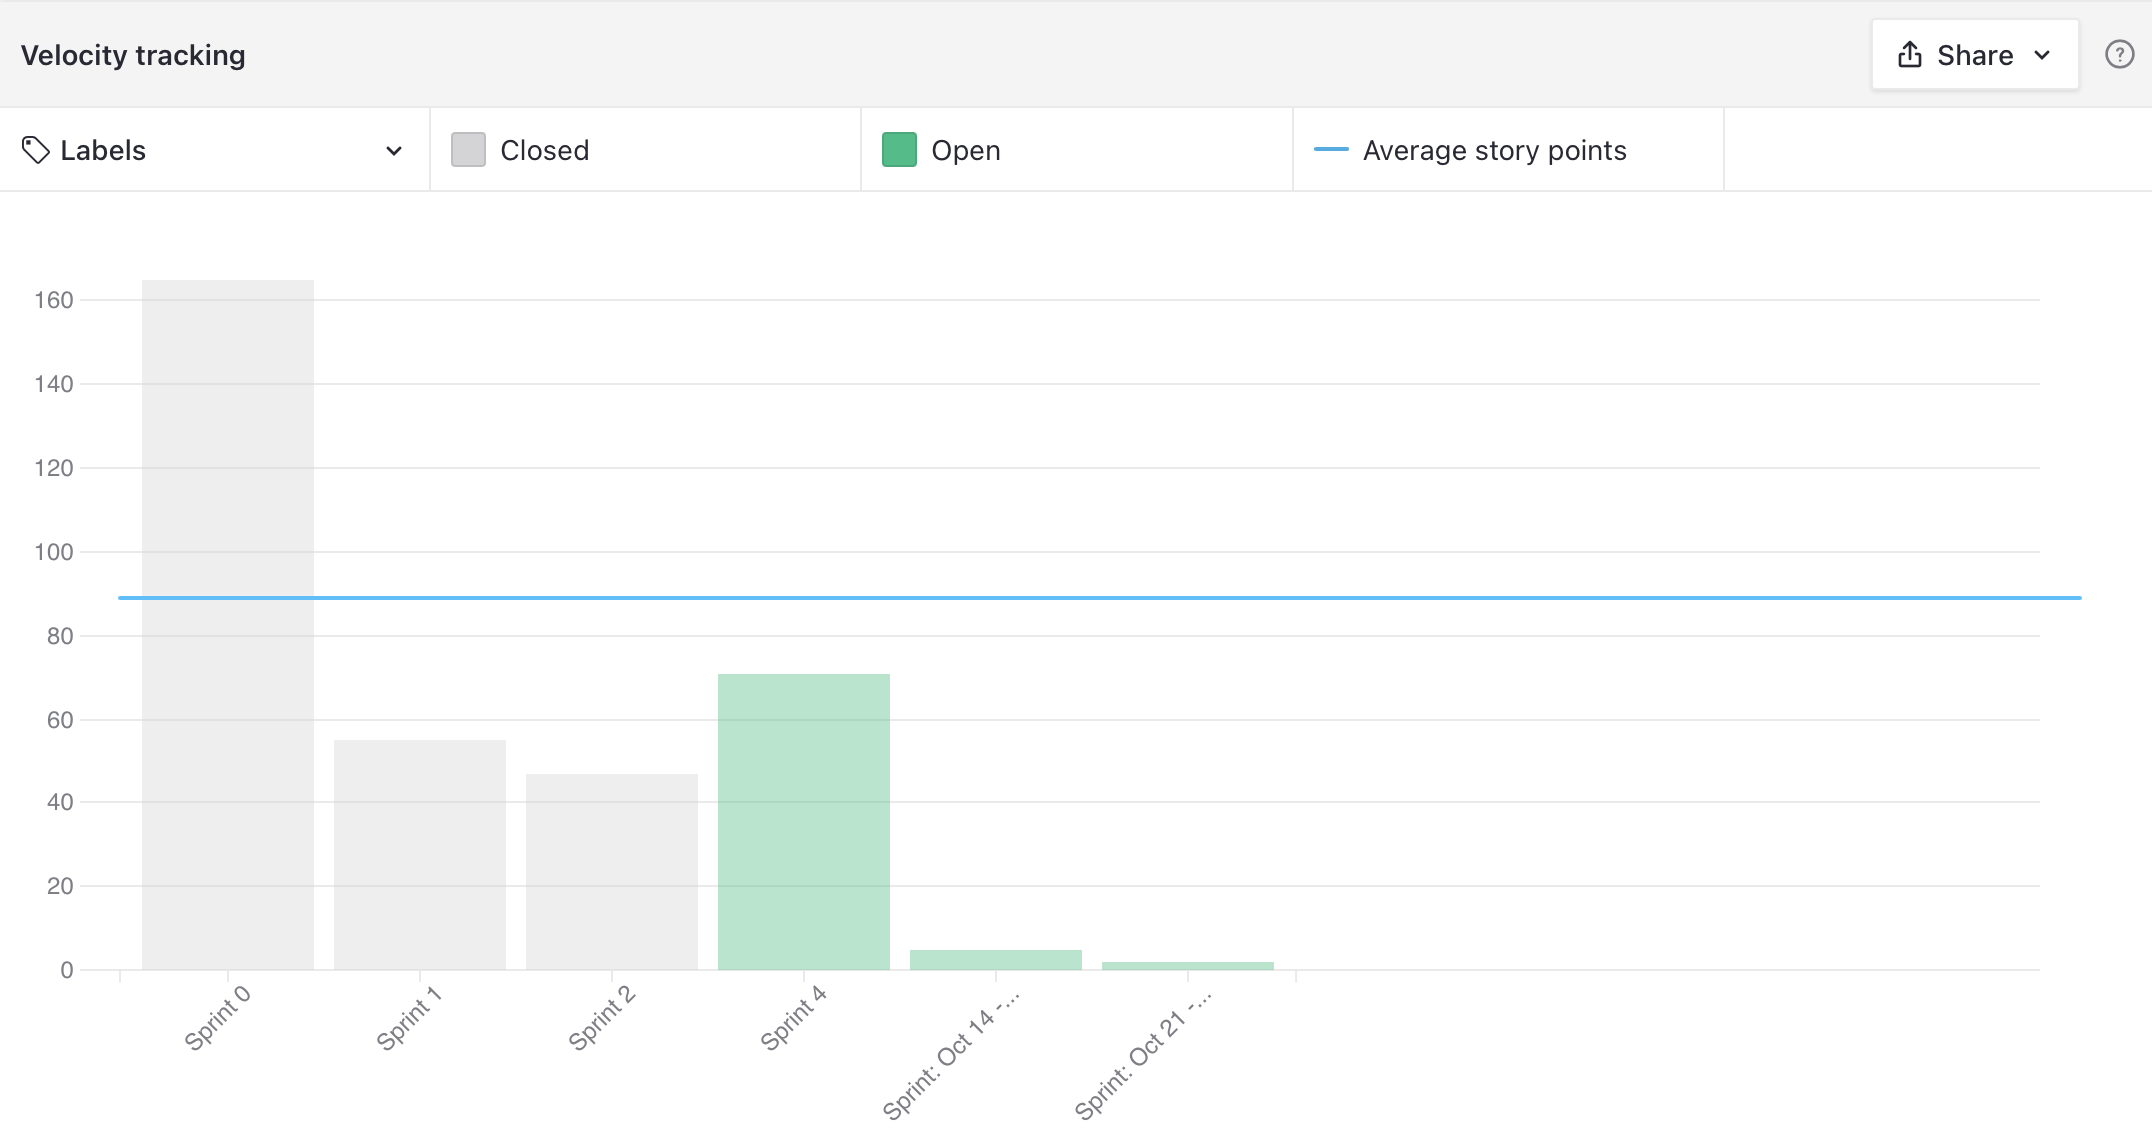 Velocity tracking
Share
?
Labels
Closed
Open
Average story points
160
140
120
100
80
60
40
20
0
Sprint 0
Sprint 1
Sprint 2
Sprint 4
Sprint: Oct 14 -...
Sprint: Oct 21 -...